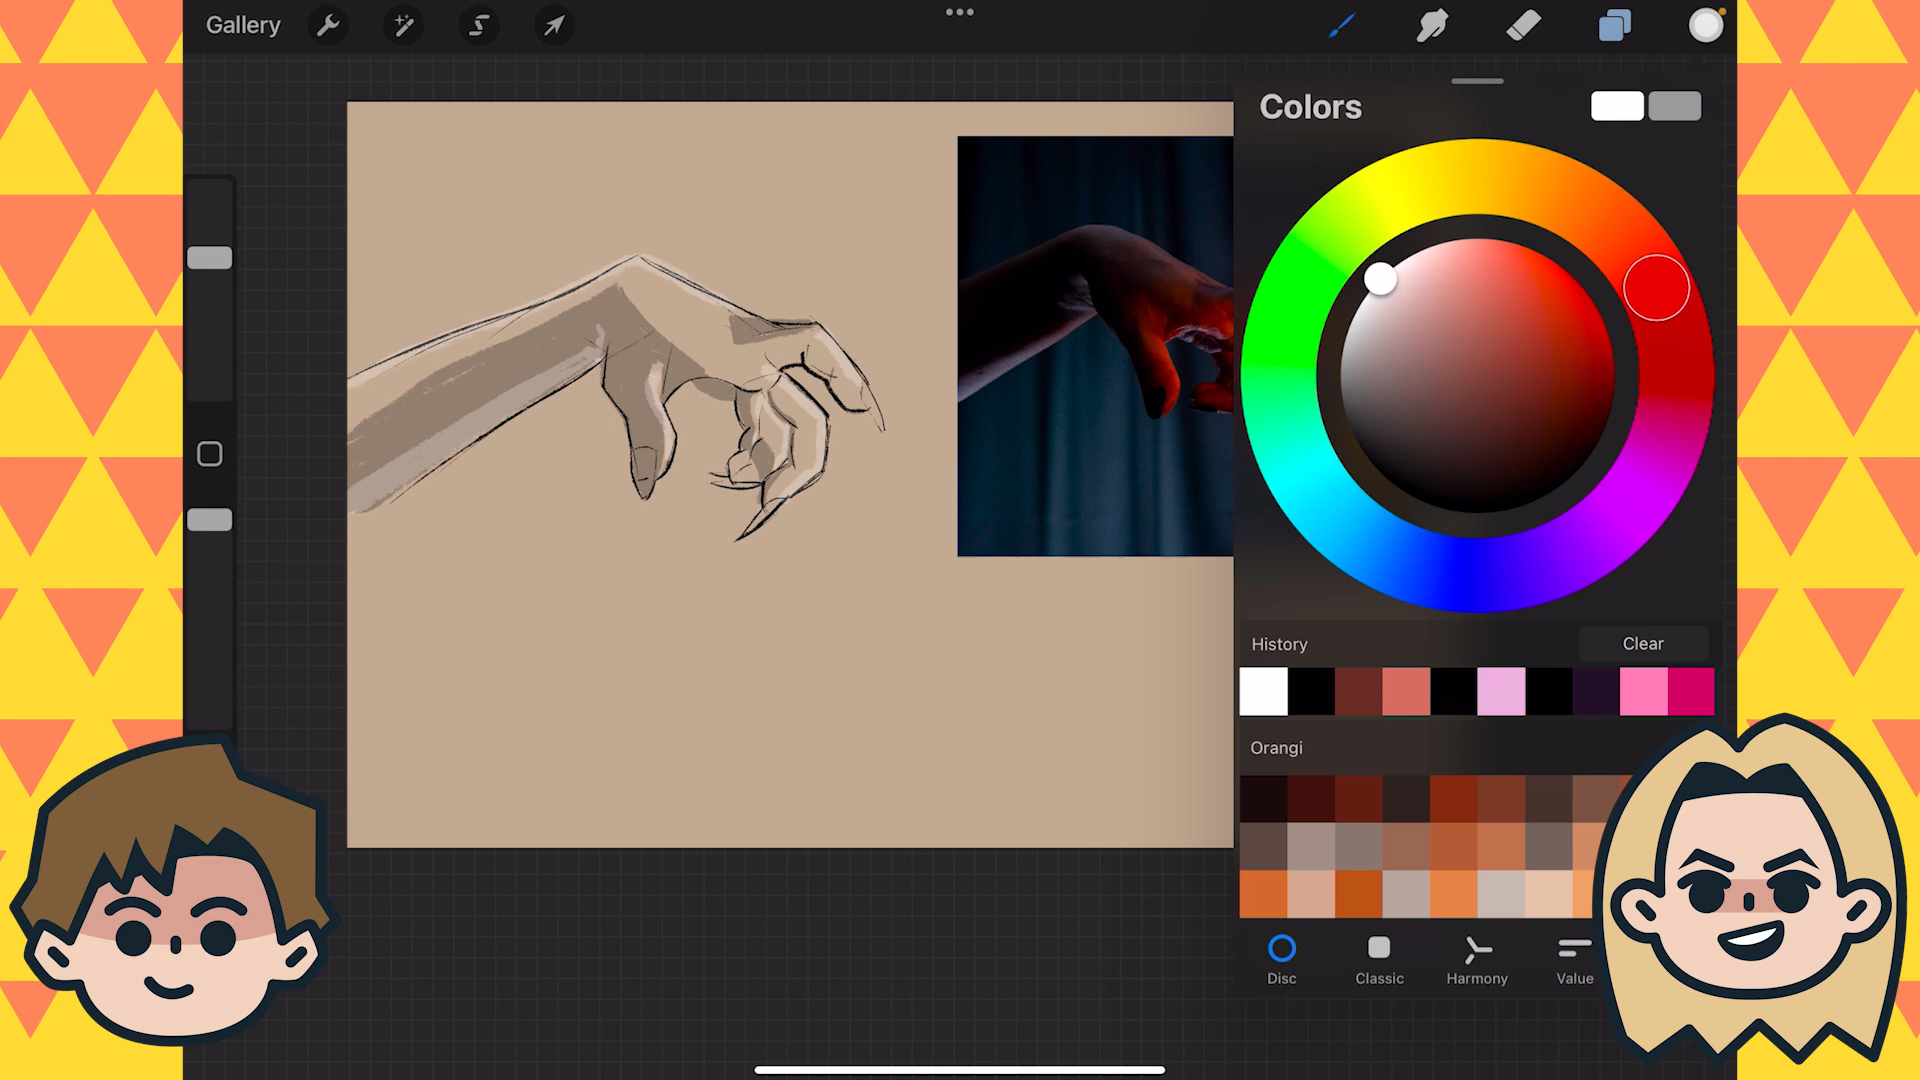 Gallery
Colors
History
Clear
Orangi
Disc
Classic
Harmony
Value